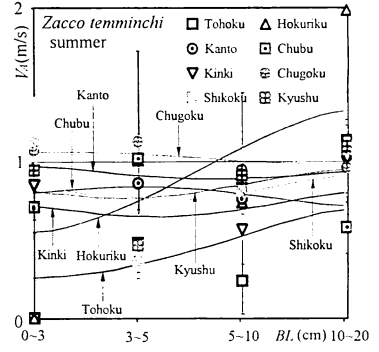 2
Zacco temminchi
summer
Tohoku
Hokuriku
Kanto
Chubu
Kinki
Chugoku
Shikoku
Kyushu
VA(m/s)
Kanto
Chubu
Chugoku
1
Kinki
Hokuriku
Kyushu
Shikoku
Tohoku
0
0~3
3~5
5~10
BL (cm)
10~20